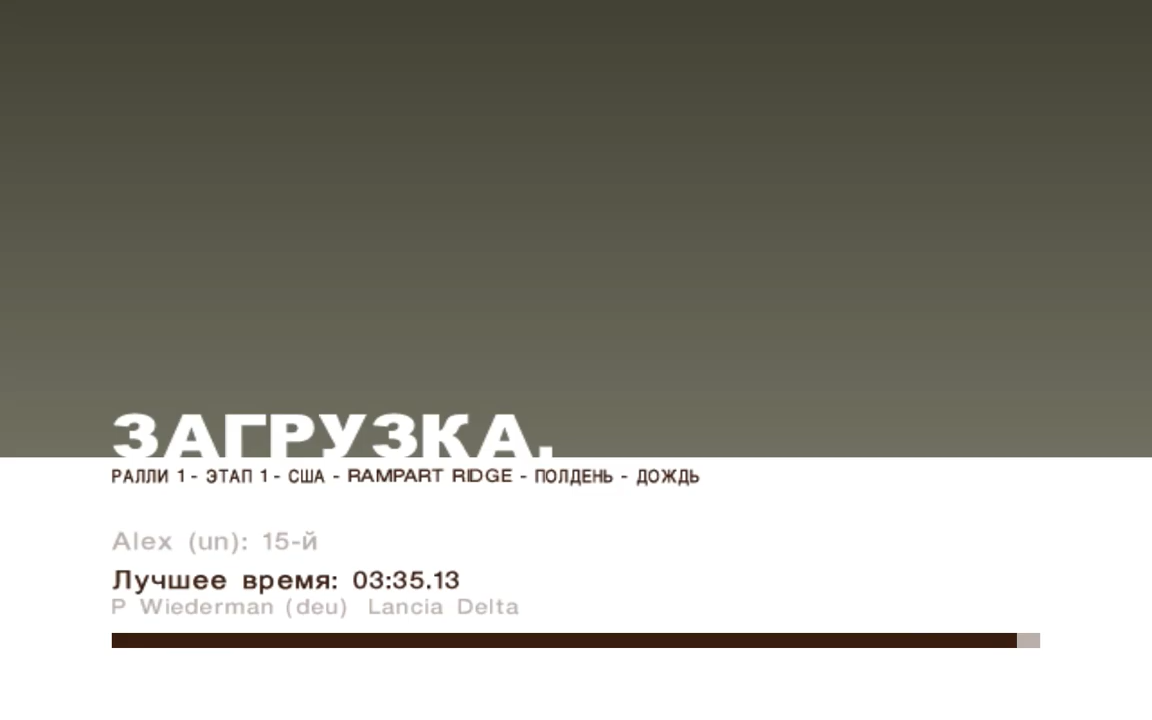 ЗАГРУЗКА.
РАЛЛИ 1 - ЭТАП 1 - США - RAMPART RIDGE - ПОЛДЕНЬ - ДОЖДЬ
Alex (un): 15-й
Лучшее время: 03:35.13
P Wiederman (deu) Lancia Delta